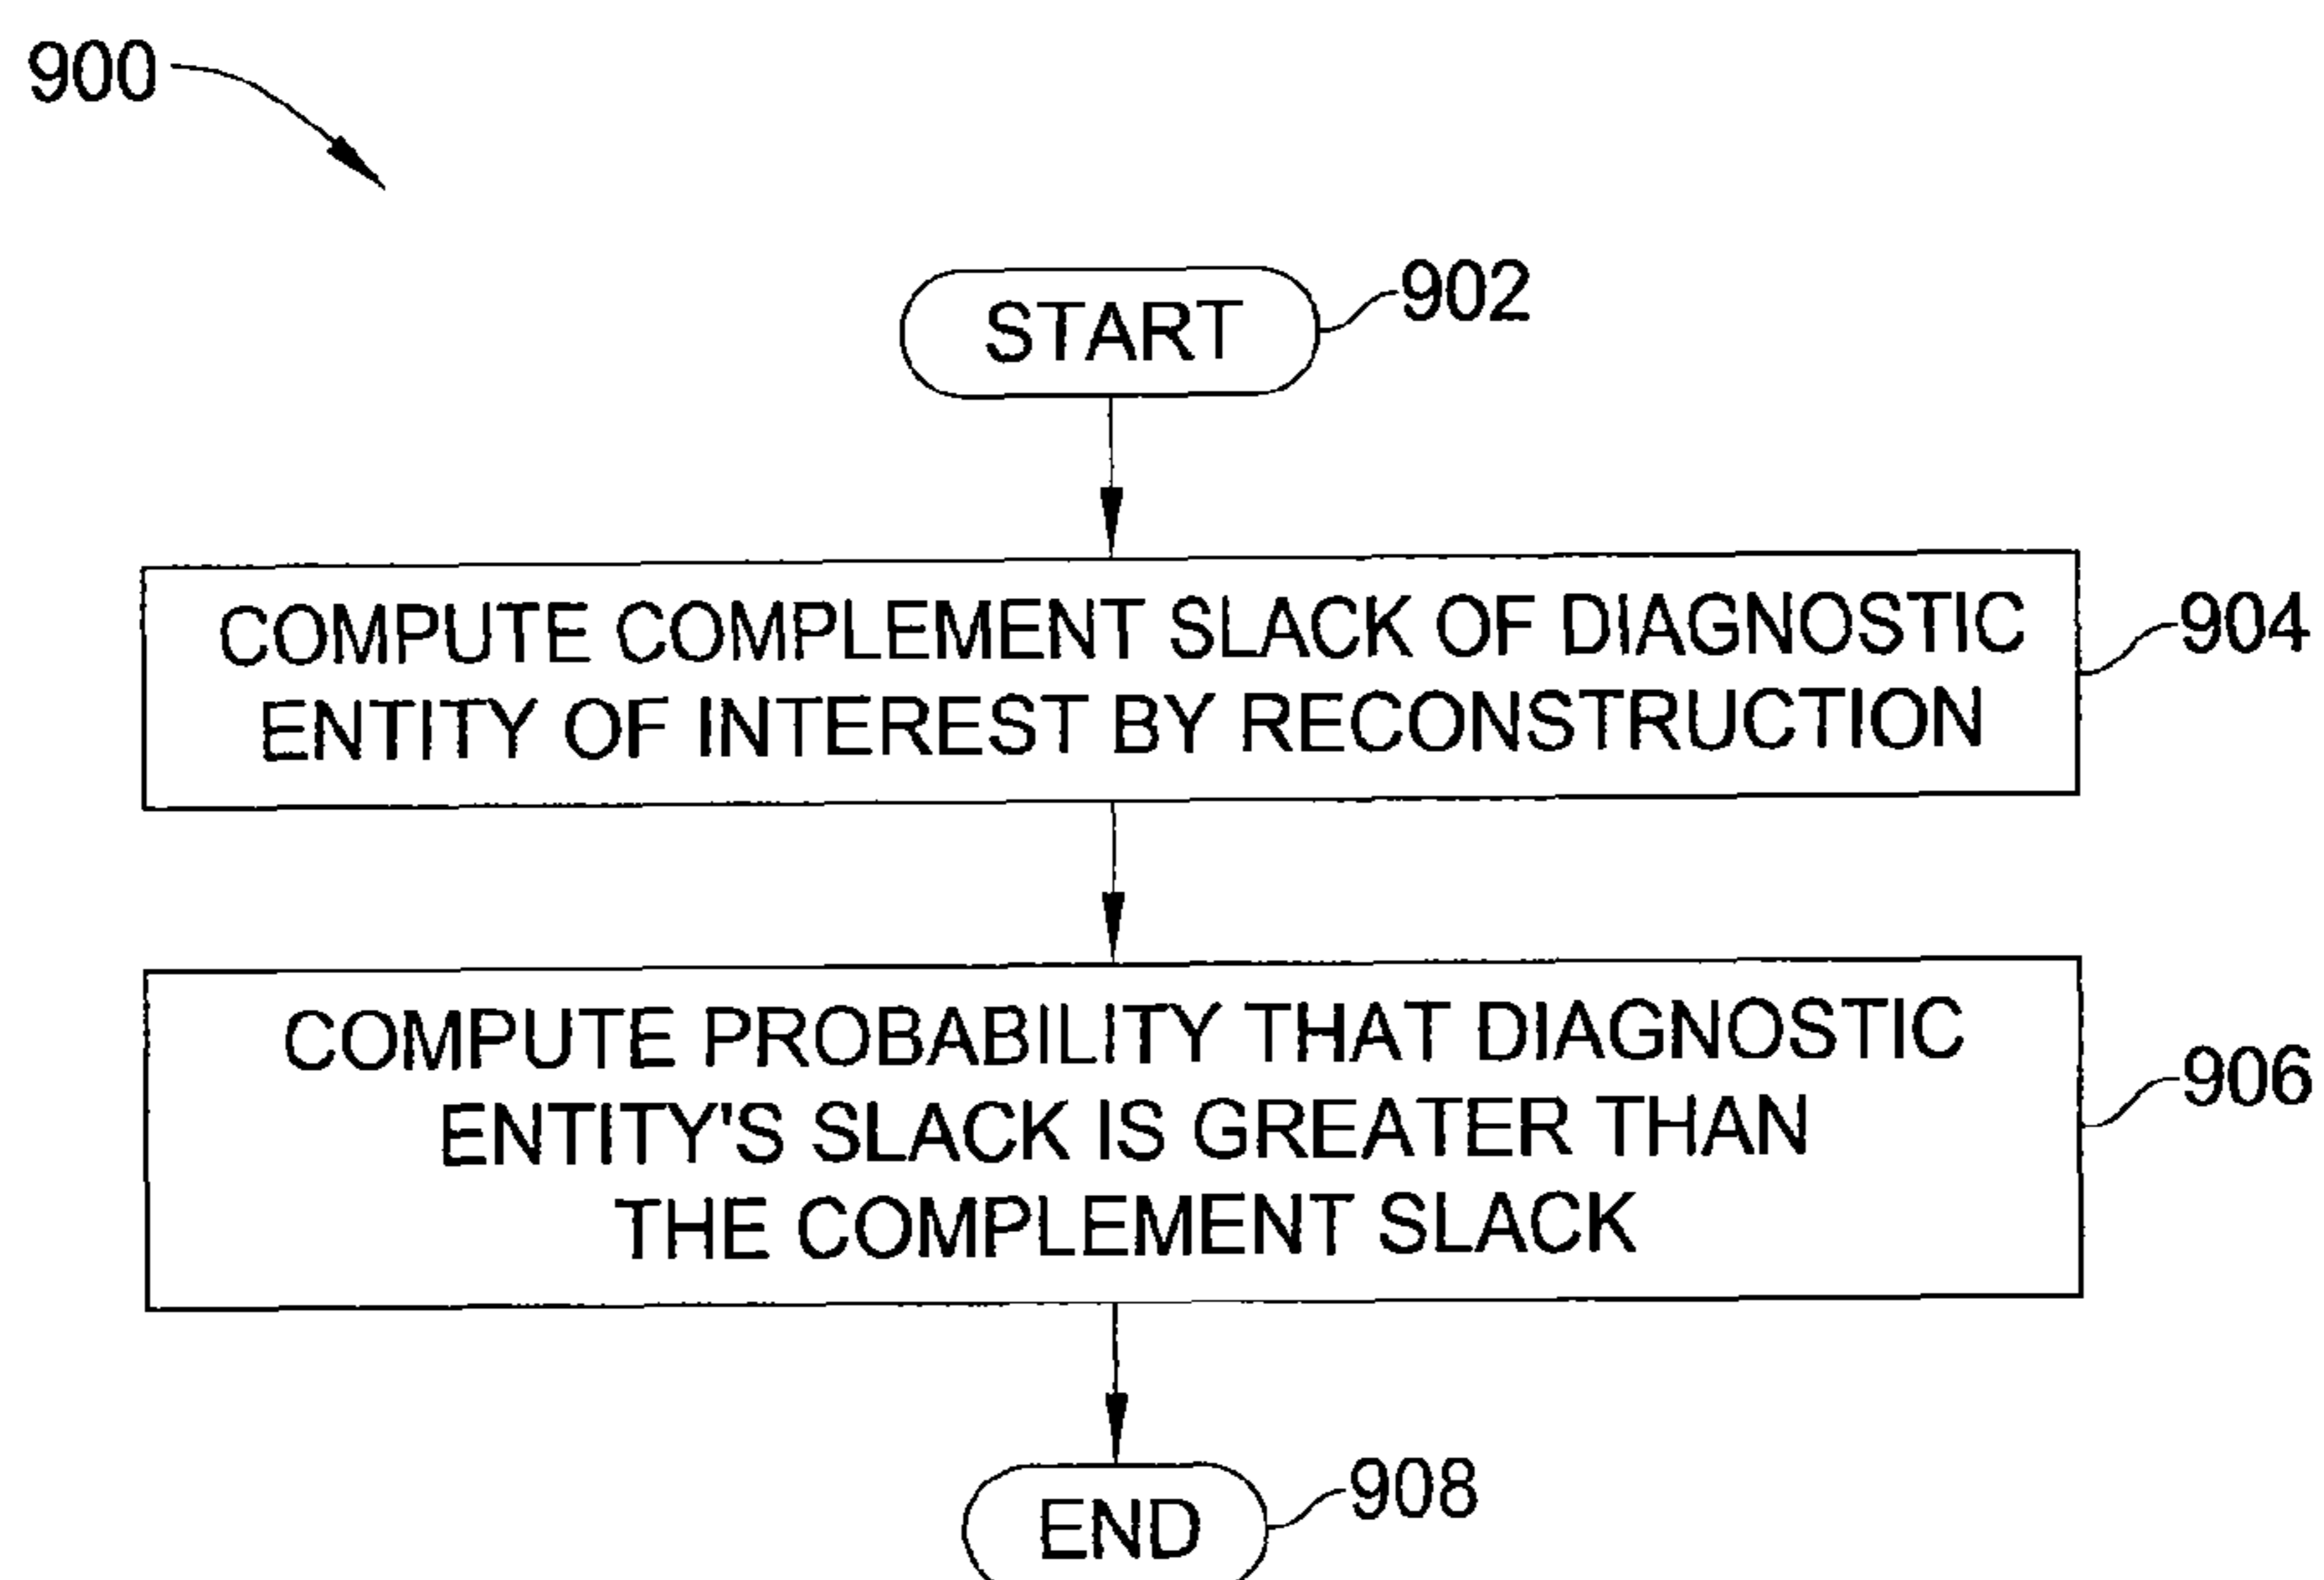 900
START
902
COMPUTE COMPLEMENT SLACK OF DIAGNOSTIC
ENTITY OF INTEREST BY RECONSTRUCTION
904
COMPUTE PROBABILITY THAT DIAGNOSTIC
ENTITY'S SLACK IS GREATER THAN
THE COMPLEMENT SLACK
906
END
908